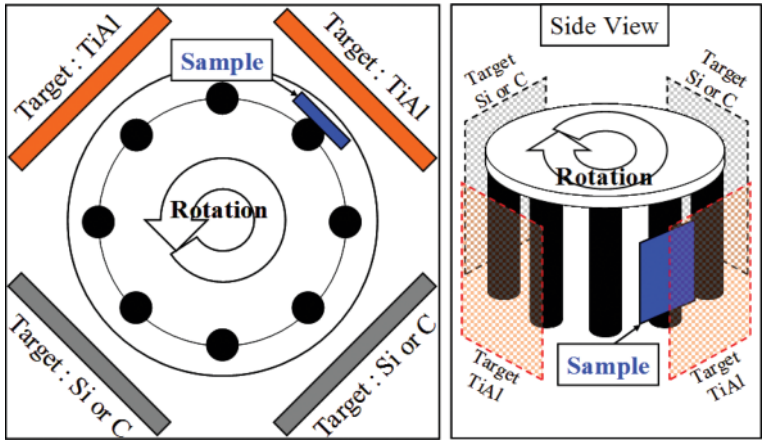 Target : TiAl
Target : TiAl
Sample
Rotation
Target : Si or C
Target : Si or C
Side View
Target
Si or C
Target
Si or C
Rotation
Sample
Target
TiAl
Target
TiAl